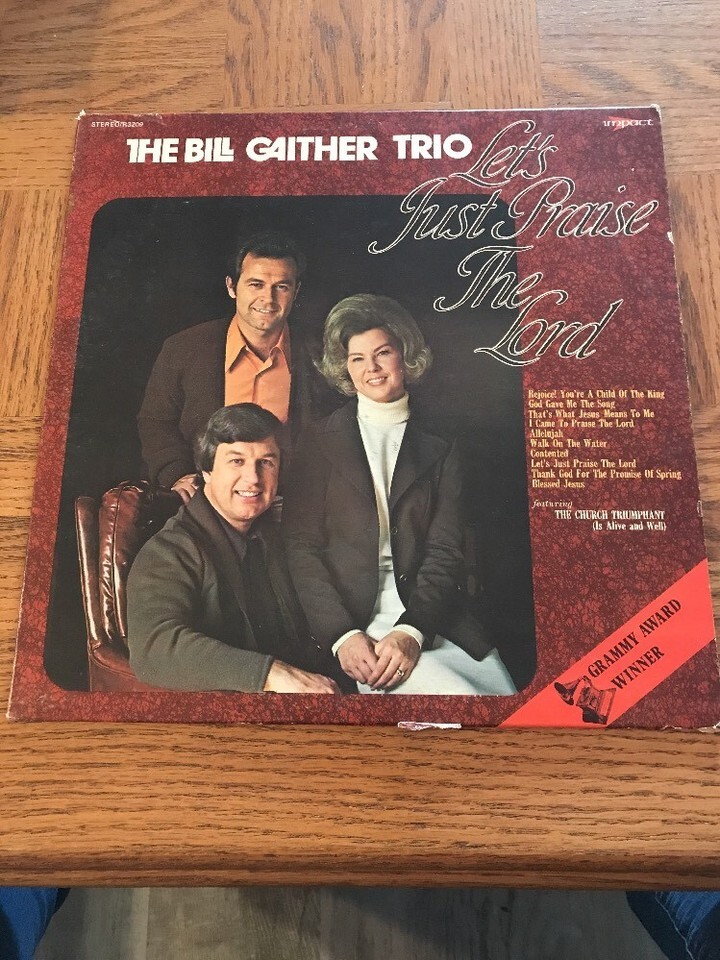 STEREO/R3209
impact
THE BILL GAITHER TRIO
Let's
Just Praise
The
Lord
Rejoice! You're A Child Of The King
God Gave Me The Song
That's What Jesus Means To Me
I Came To Praise The Lord
Allelujah
Walk On The Water
Contented
Let's Just Praise The Lord
Thank God For The Promise Of Spring
Blessed Jesus
featuring
THE CHURCH TRIUMPHANT
(Is Alive and Well)
GRAMMY AWARD
WINNER